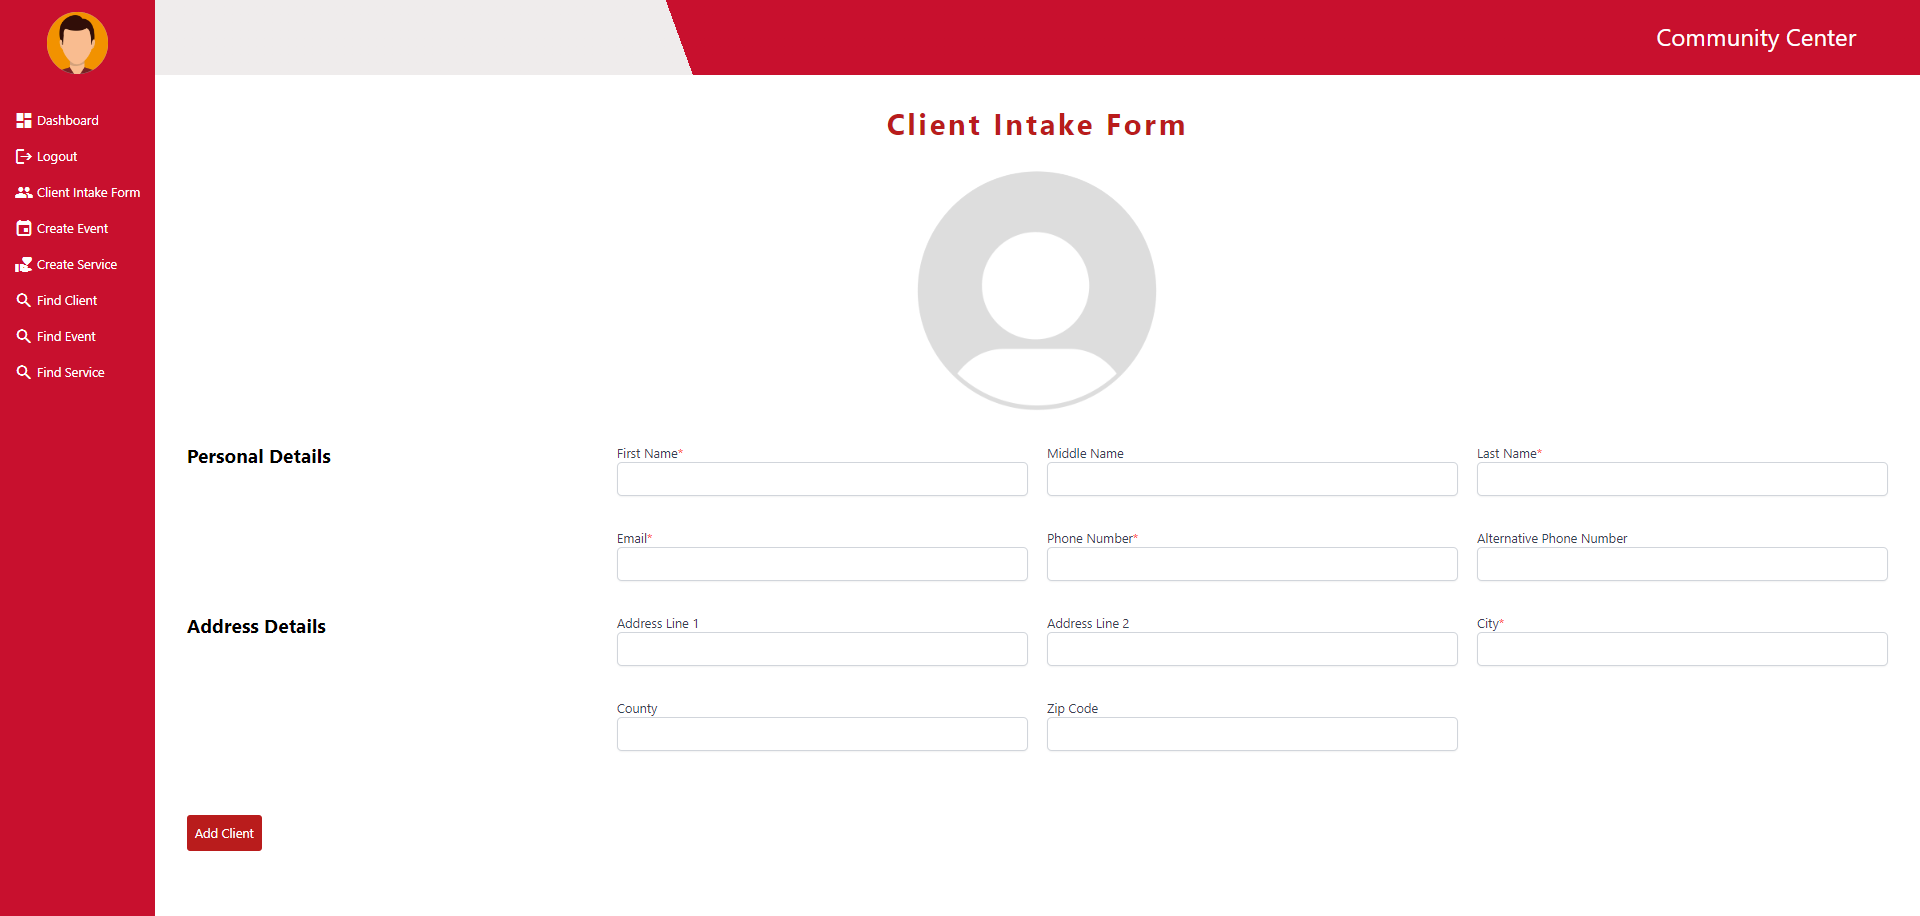 Community Center
Dashboard
Logout
Client Intake Form
Create Event
Create Service
Find Client
Find Event
Find Service
Client Intake Form
Personal Details
First Name*
Middle Name
Last Name*
Email*
Phone Number*
Alternative Phone Number
Address Details
Address Line 1
Address Line 2
City*
County
Zip Code
Add Client